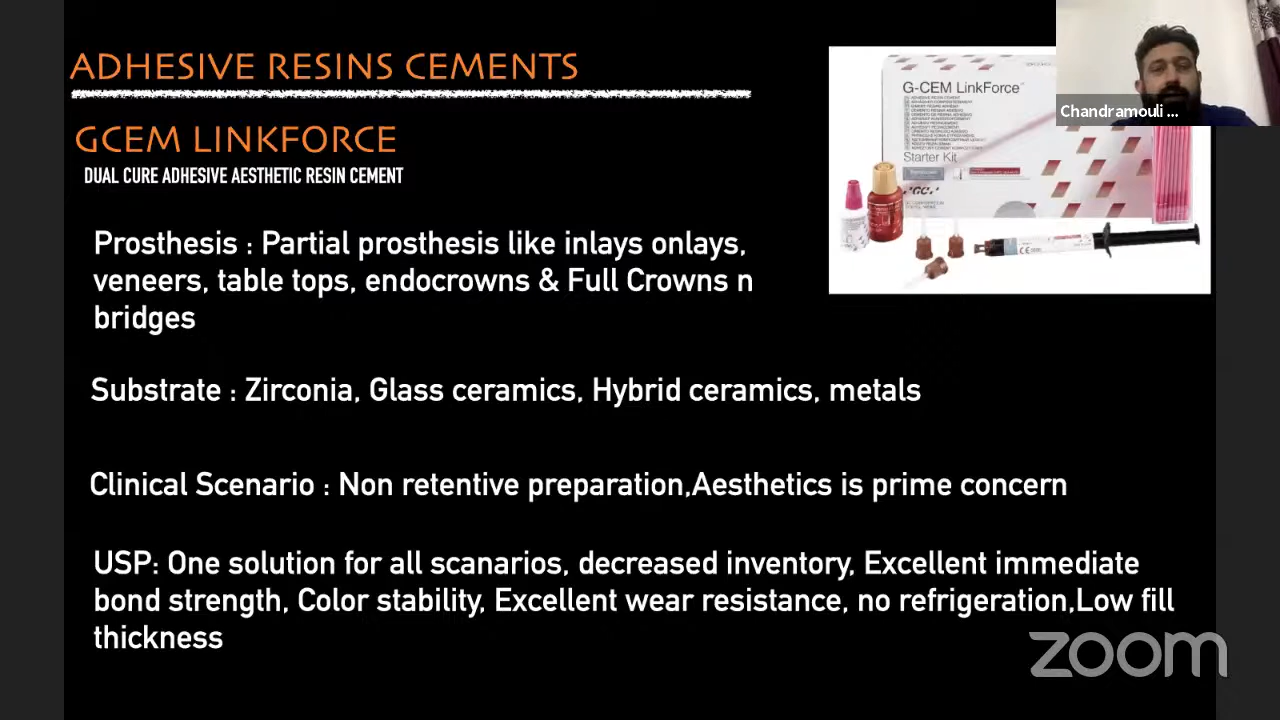 ADHESIVE RESINS CEMENTS
GCEM LINKFORCE
DUAL CURE ADHESIVE AESTHETIC RESIN CEMENT
G-CEM LinkForce™
Starter Kit
GC
Chandramouli ...
Prosthesis : Partial prosthesis like inlays onlays,
veneers, table tops, endocrowns & Full Crowns n
bridges
Substrate : Zirconia, Glass ceramics, Hybrid ceramics, metals
Clinical Scenario : Non retentive preparation,Aesthetics is prime concern
USP: One solution for all scanarios, decreased inventory, Excellent immediate
bond strength, Color stability, Excellent wear resistance, no refrigeration,Low fill
thickness
zoom